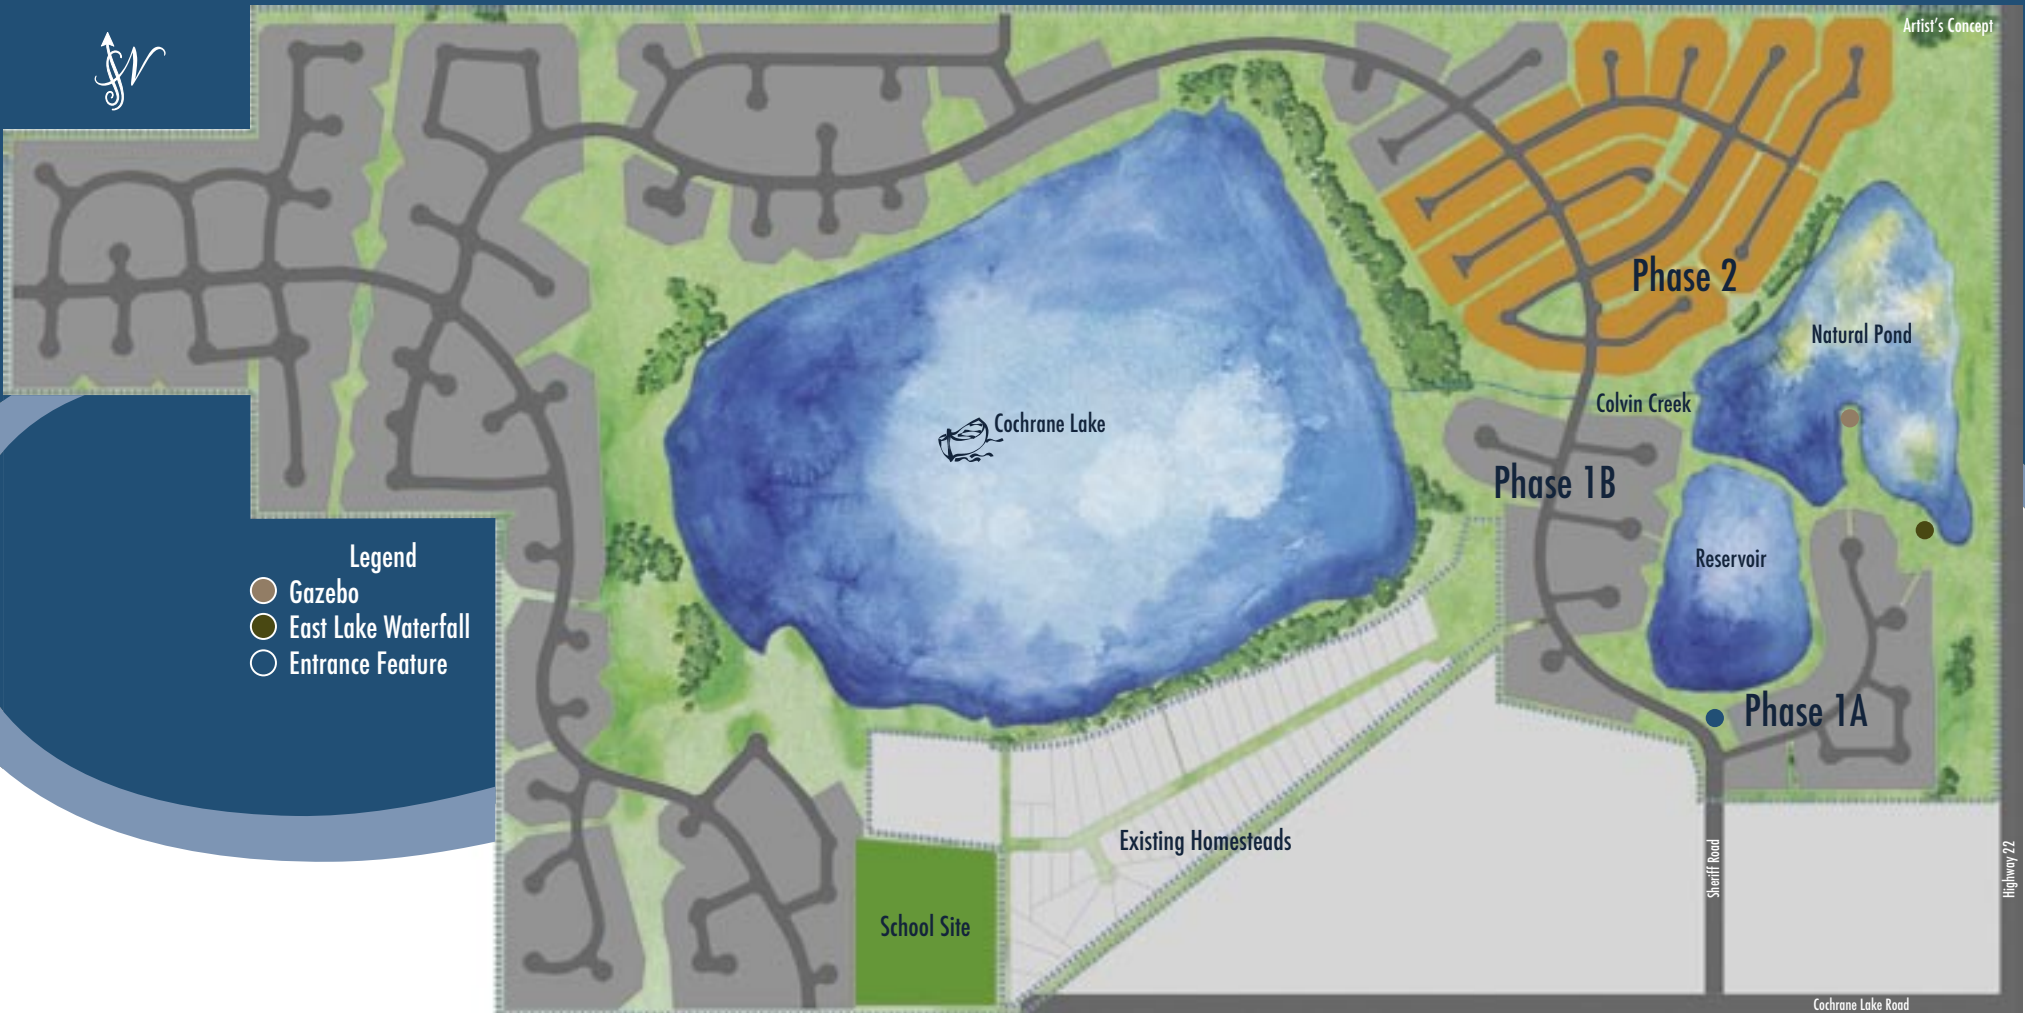 Artist's Concept
N
Phase 2
Natural Pond
Colvin Creek
Cochrane Lake
Phase 1B
Reservoir
Legend
Gazebo
East Lake Waterfall
Entrance Feature
Phase 1A
Existing Homesteads
School Site
Sheriff Road
Highway 22
Cochrane Lake Road